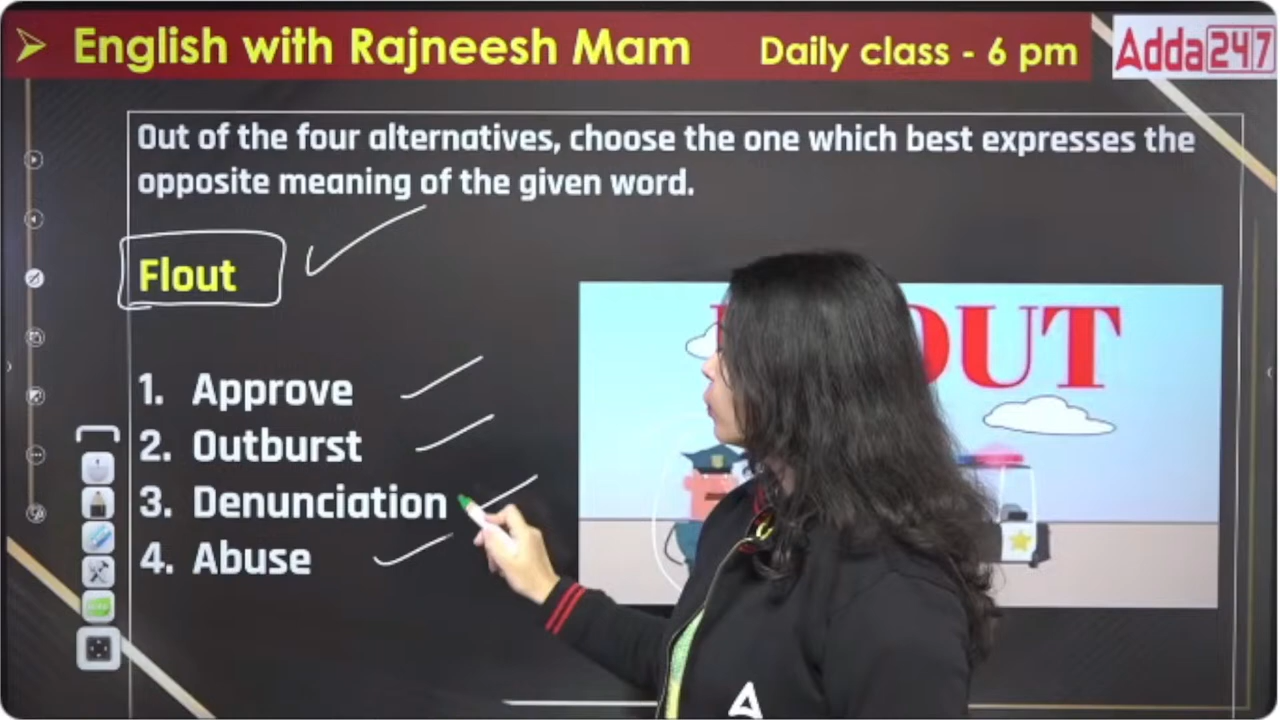 English with Rajneesh Mam
Daily class - 6 pm
Adda247
Out of the four alternatives, choose the one which best expresses the
opposite meaning of the given word.
Flout
OUT
1. Approve
2. Outburst
3. Denunciation
4. Abuse